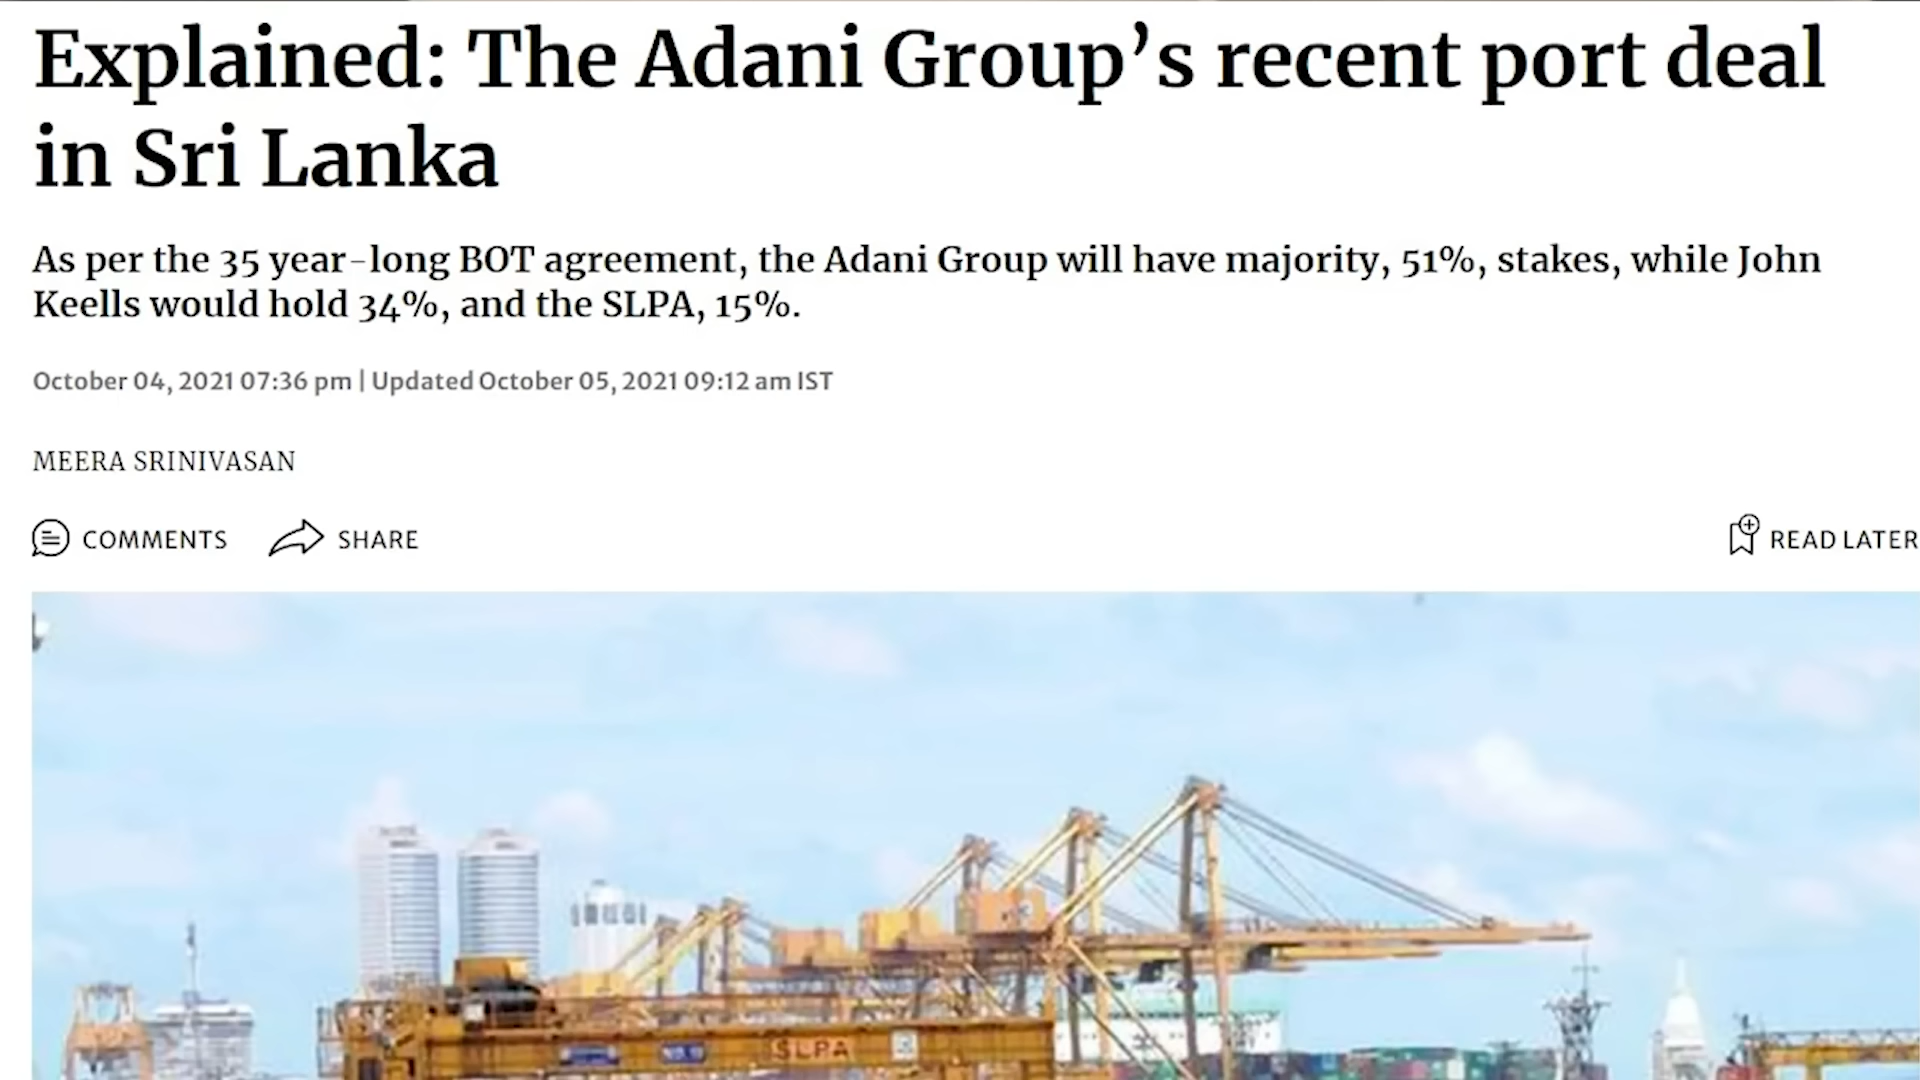 Explained: The Adani Group’s recent port deal
in Sri Lanka
As per the 35 year-long BOT agreement, the Adani Group will have majority, 51%, stakes, while John
Keells would hold 34%, and the SLPA, 15%.
October 04, 2021 07:36 pm | Updated October 05, 2021 09:12 am IST
MEERA SRINIVASAN
COMMENTS SHARE READ LATER
SLPA